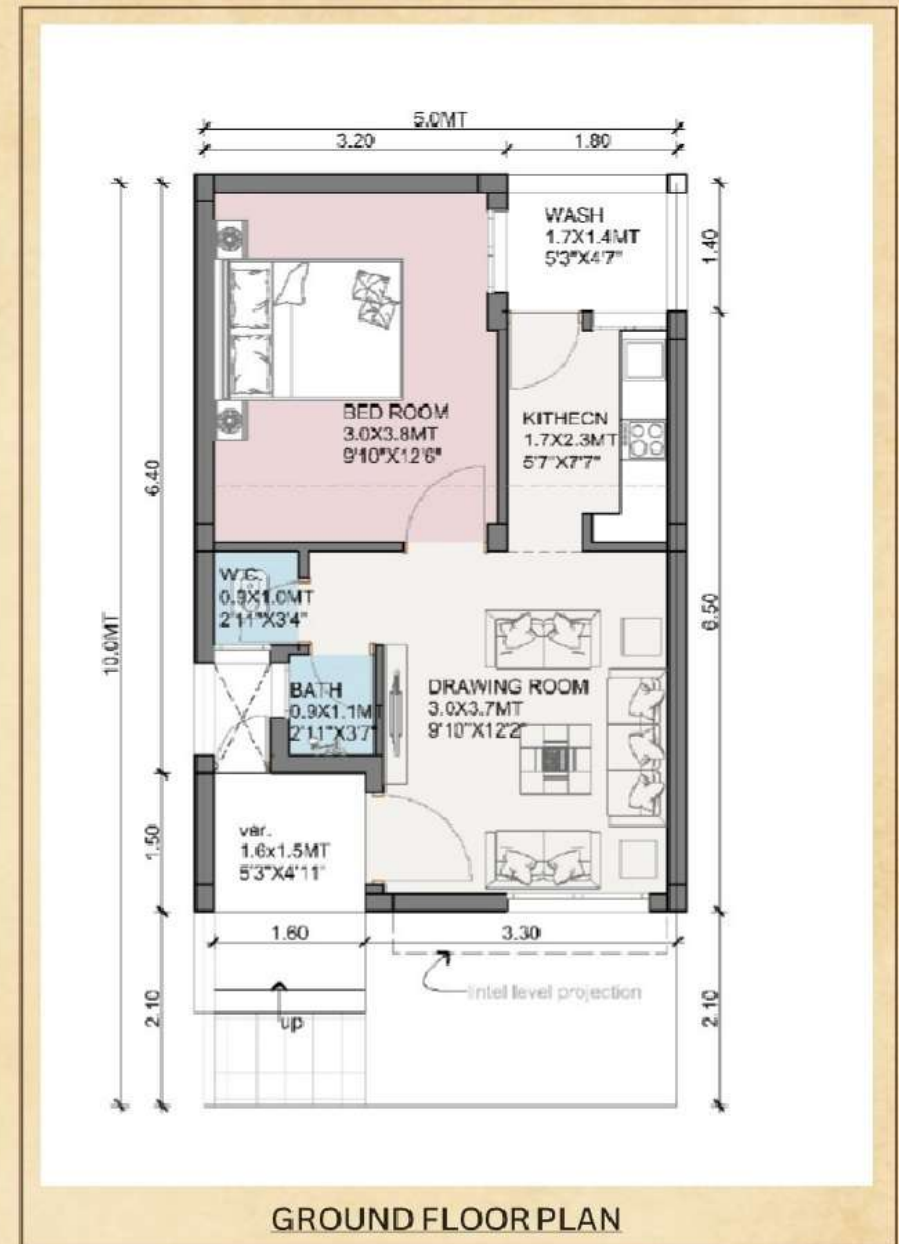 5.0MT
3.20
1.80
WASH
1.7X1.4MT
5'3"X4'7"
1.40
BED ROOM
3.0X3.8MT
9'10"X12'6"
KITHECN
1.7X2.3MT
5'7"X7'7"
6.40
10.0MT
W.C.
0.9X1.0MT
2'11"X3'4"
6.50
BATH
0.9X1.1MT
2'11"X3'7"
DRAWING ROOM
3.0X3.7MT
9'10"X12'2"
1.50
ver.
1.6x1.5MT
5'3"X4'11"
1.60
3.30
lintel level projection
up
2.10
2.10
GROUND FLOOR PLAN